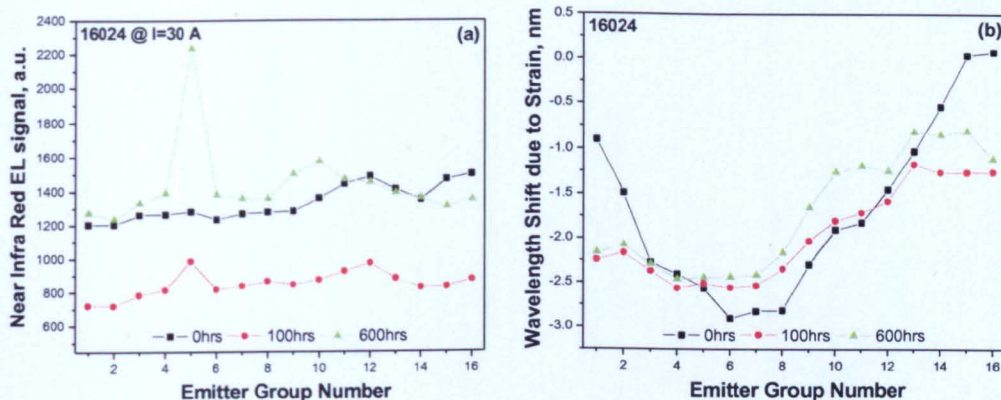 16024 @ I=30 A
(a)
Near Infra Red EL signal, a.u.
2400
2200
2000
1800
1600
1400
1200
1000
800
600
0hrs 100hrs 600hrs
2 4 6 8 10 12 14 16
Emitter Group Number
16024
(b)
Wavelength Shift due to Strain, nm
0.5
0.0
-0.5
-1.0
-1.5
-2.0
-2.5
-3.0
0hrs 100hrs 600hrs
2 4 6 8 10 12 14 16
Emitter Group Number